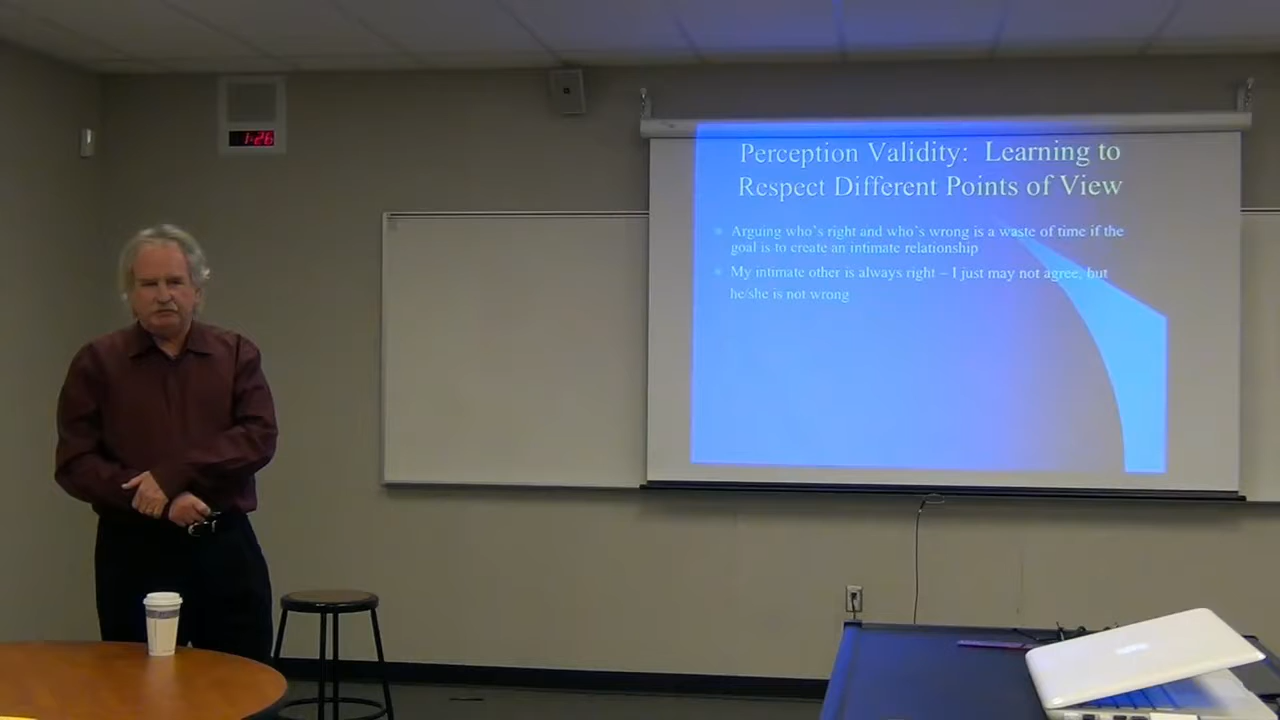 1:26
Perception Validity: Learning to
Respect Different Points of View
Arguing who's right and who's wrong is a waste of time if the
goal is to create an intimate relationship
My intimate other is always right – I just may not agree, but
he/she is not wrong